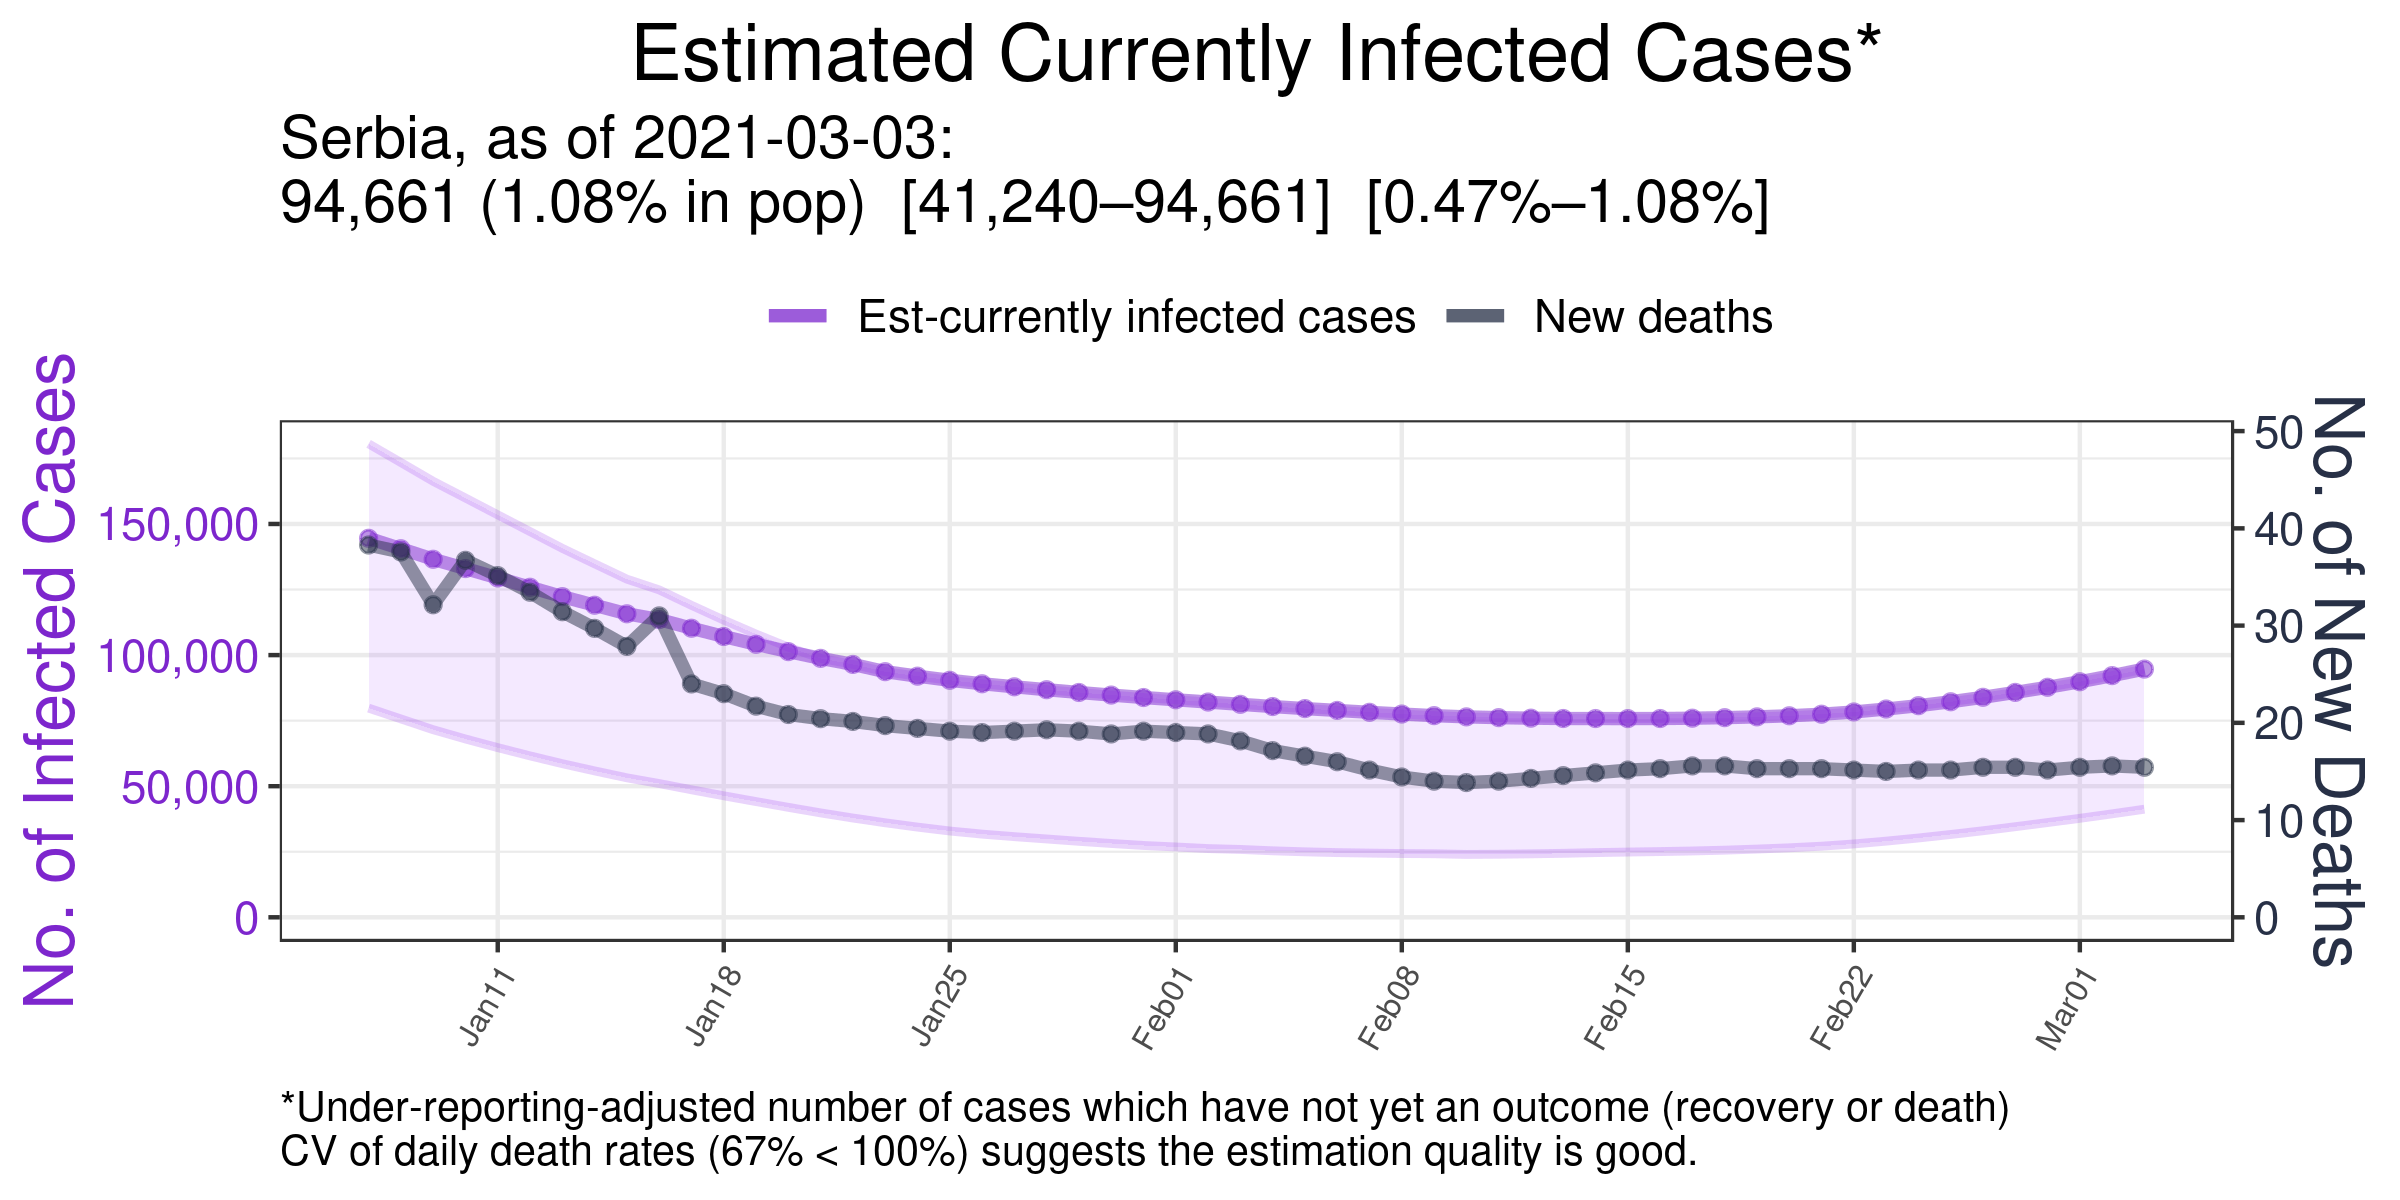 Estimated Currently Infected Cases*
Serbia, as of 2021-03-03:
94,661 (1.08% in pop)  [41,240–94,661]  [0.47%–1.08%]
Est-currently infected cases
New deaths
No. of Infected Cases
150,000
100,000
50,000
0
50
40
30
20
10
0
No. of New Deaths
Jan11
Jan18
Jan25
Feb01
Feb08
Feb15
Feb22
Mar01
*Under-reporting-adjusted number of cases which have not yet an outcome (recovery or death)
CV of daily death rates (67% < 100%) suggests the estimation quality is good.